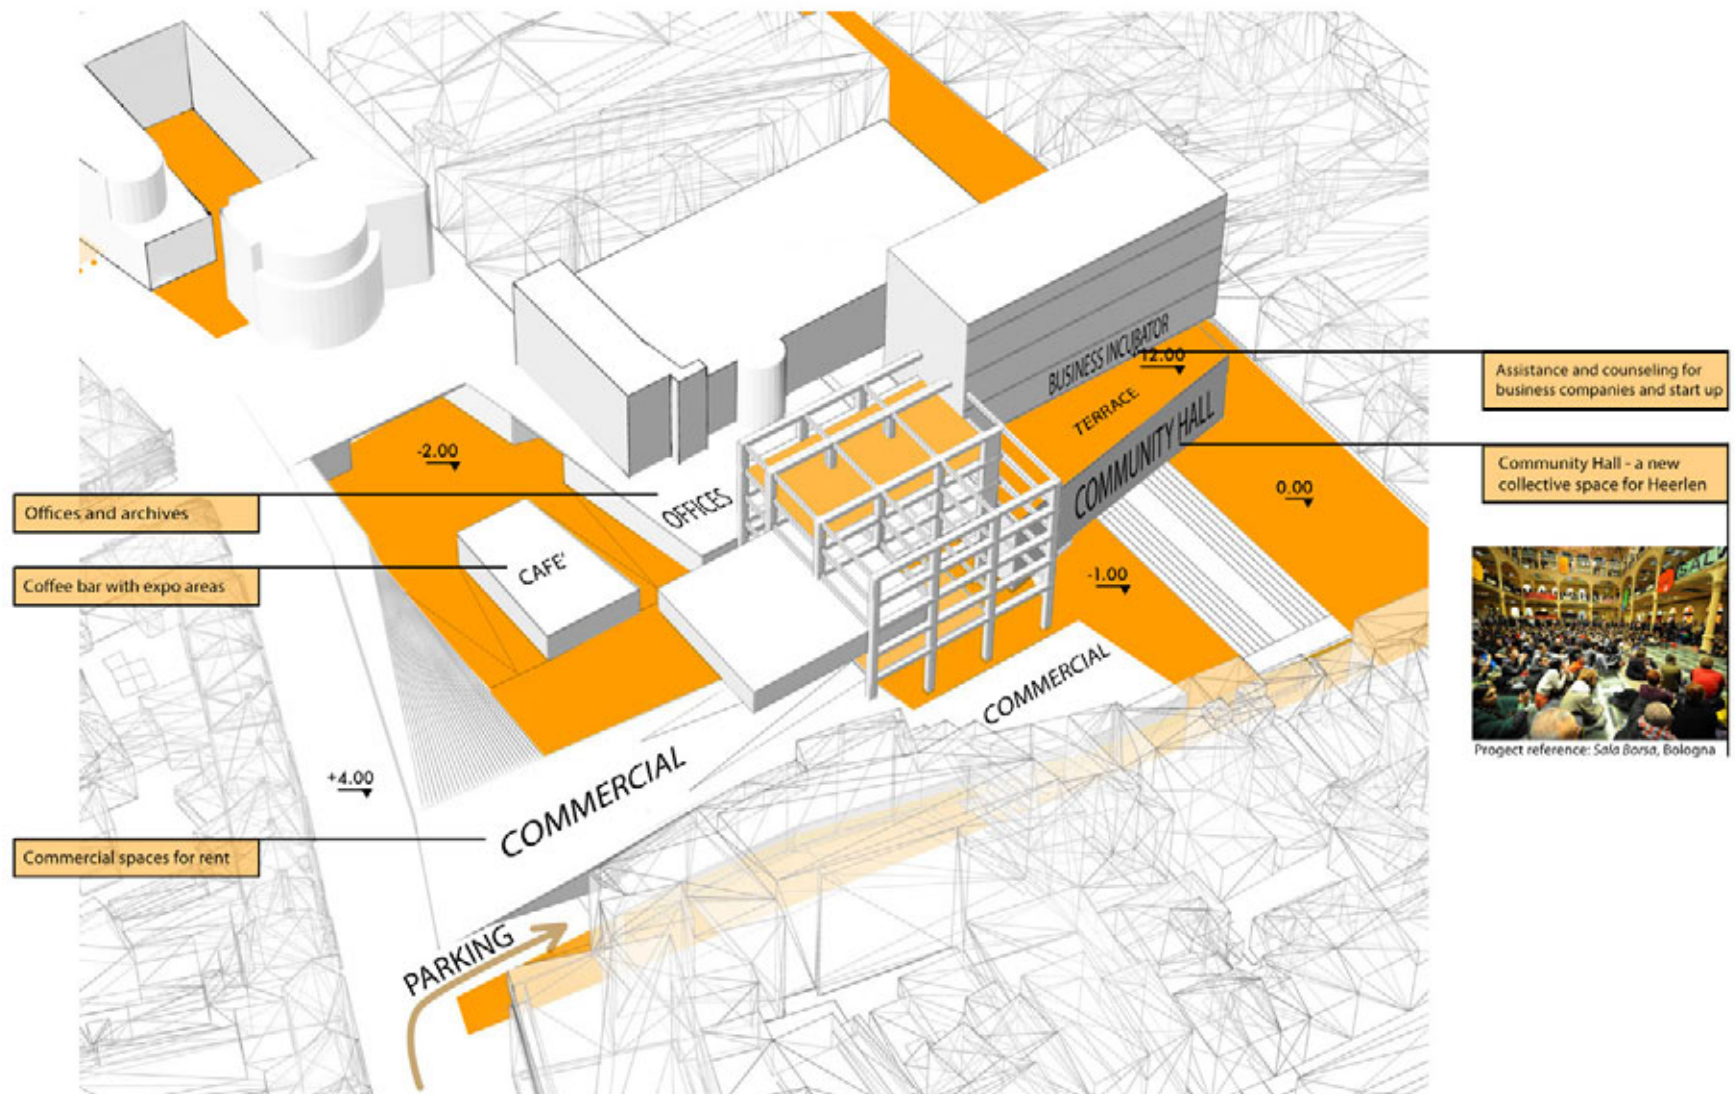 BUSINESS INCUBATOR
12.00
TERRACE
COMMUNITY HALL
Assistance and counseling for
business companies and start up
Community Hall - a new
collective space for Heerlen
0.00
-2.00
OFFICES
Offices and archives
CAFE'
Coffee bar with expo areas
-1.00
COMMERCIAL
Progect reference: Sala Borsa, Bologna
+4.00
COMMERCIAL
Commercial spaces for rent
PARKING